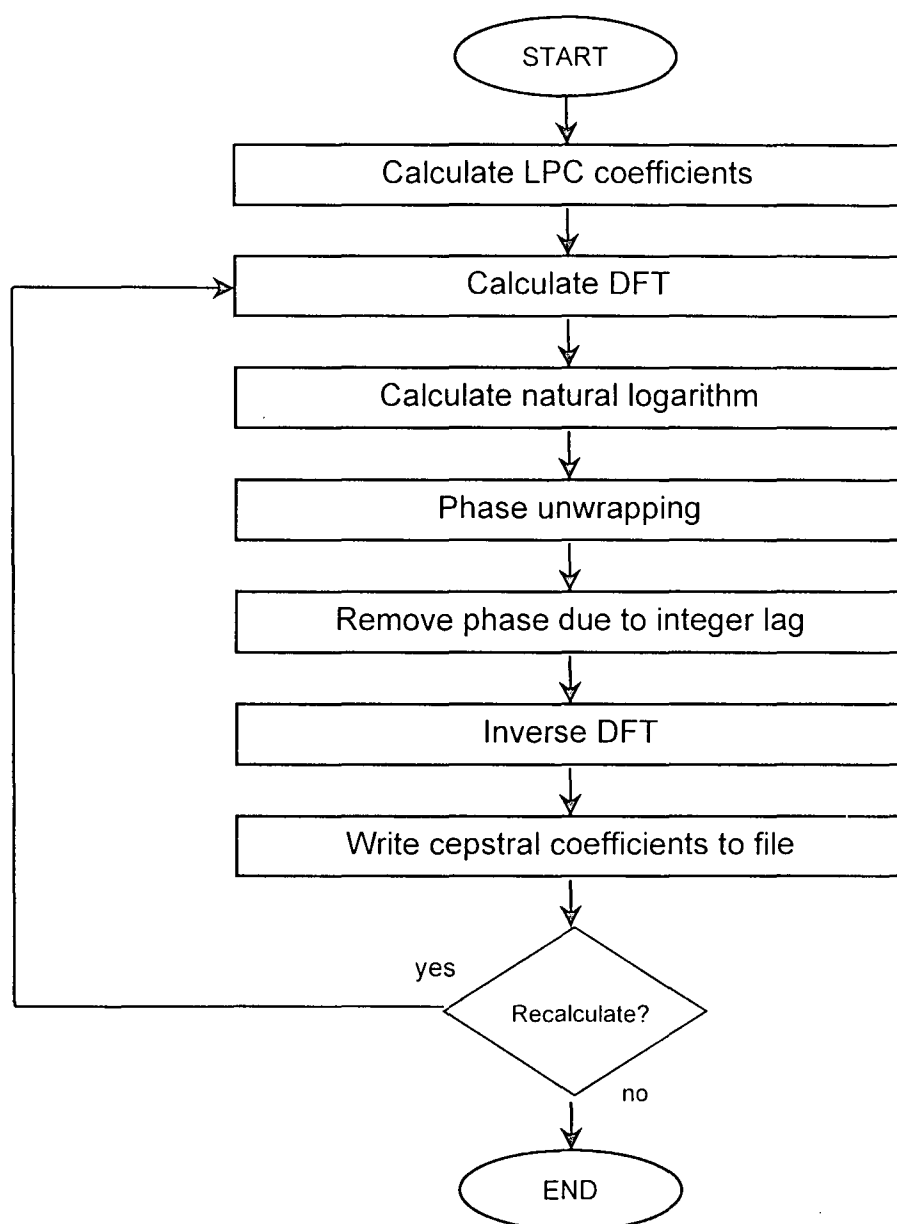 START
Calculate LPC coefficients
Calculate DFT
Calculate natural logarithm
Phase unwrapping
Remove phase due to integer lag
Inverse DFT
Write cepstral coefficients to file
yes
Recalculate?
no
END